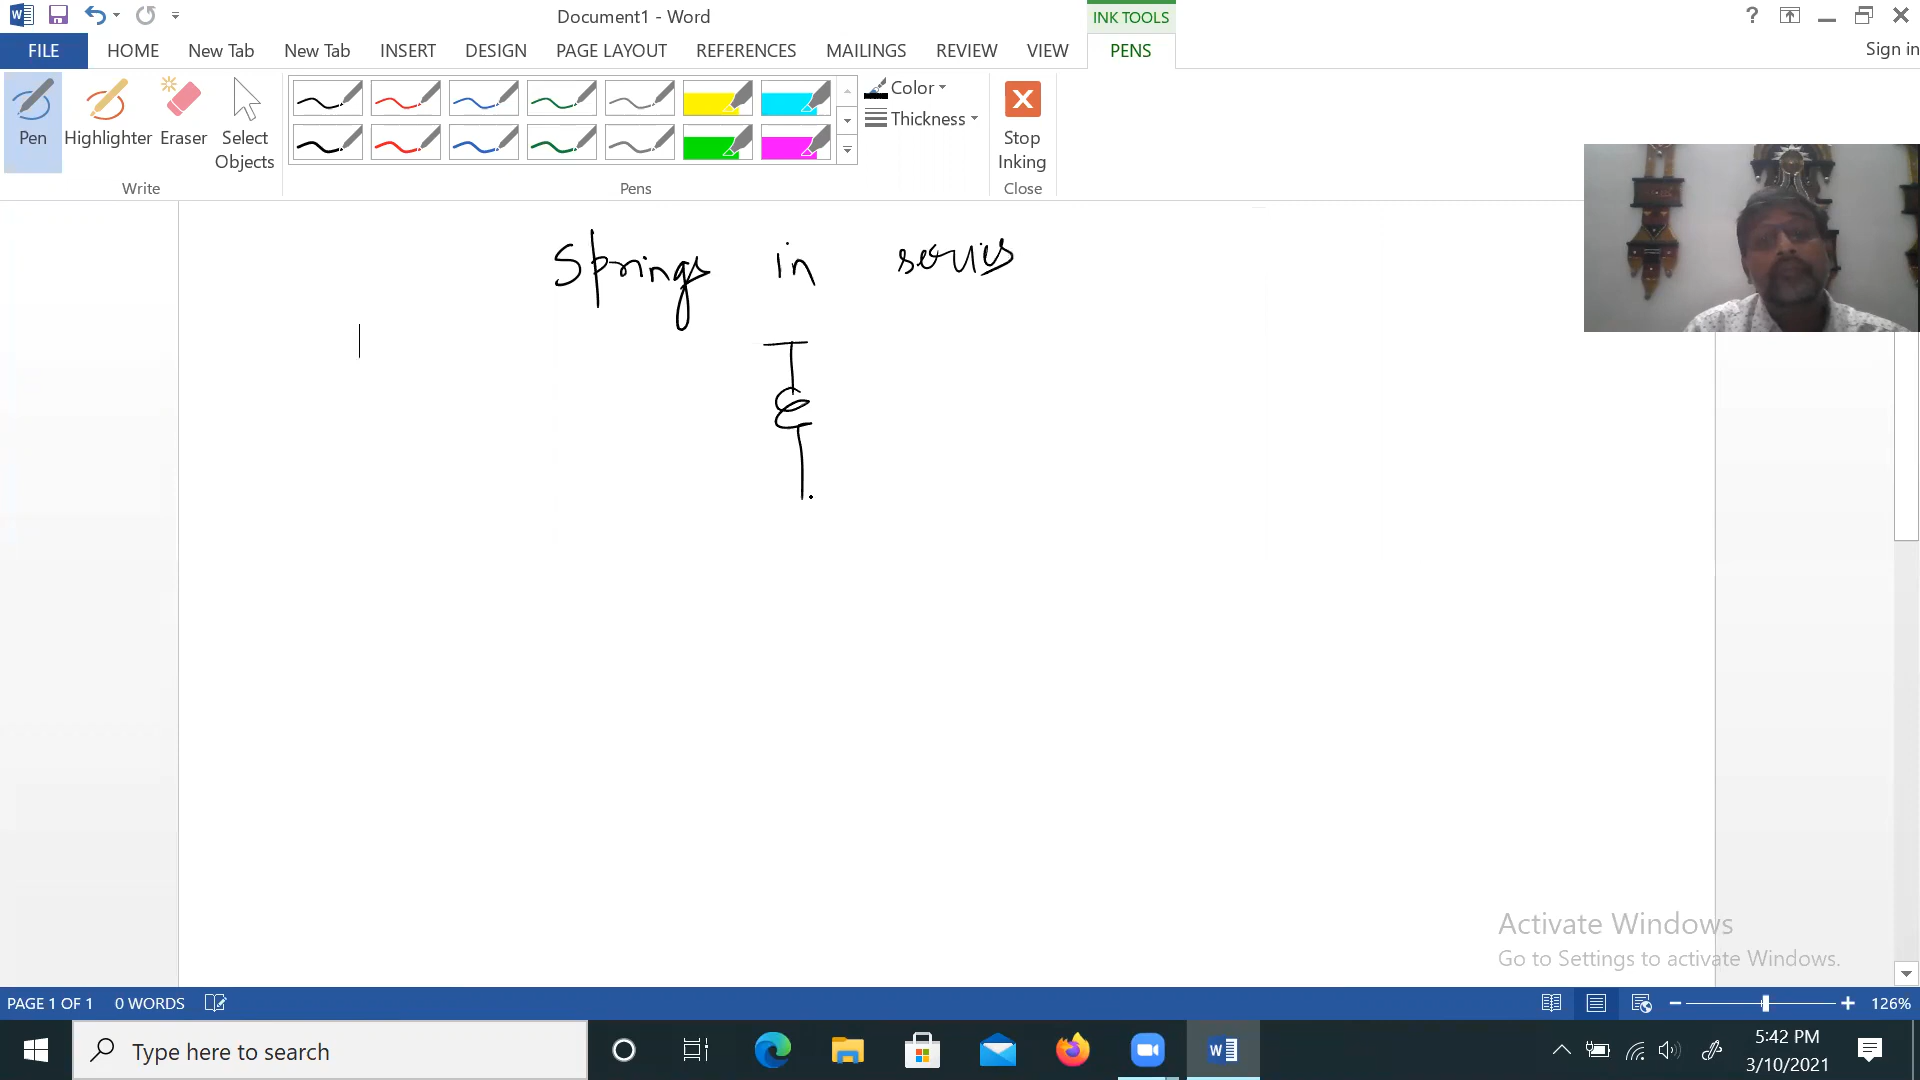 Document1 - Word
INK TOOLS
FILE HOME New Tab New Tab INSERT DESIGN PAGE LAYOUT REFERENCES MAILINGS REVIEW VIEW PENS Sign in
Pen Highlighter Eraser Select Objects
Color
Thickness
Stop Inking
Write Pens Close
Springs in series
Activate Windows
Go to Settings to activate Windows.
PAGE 1 OF 1 0 WORDS 126%
Type here to search
5:42 PM
3/10/2021